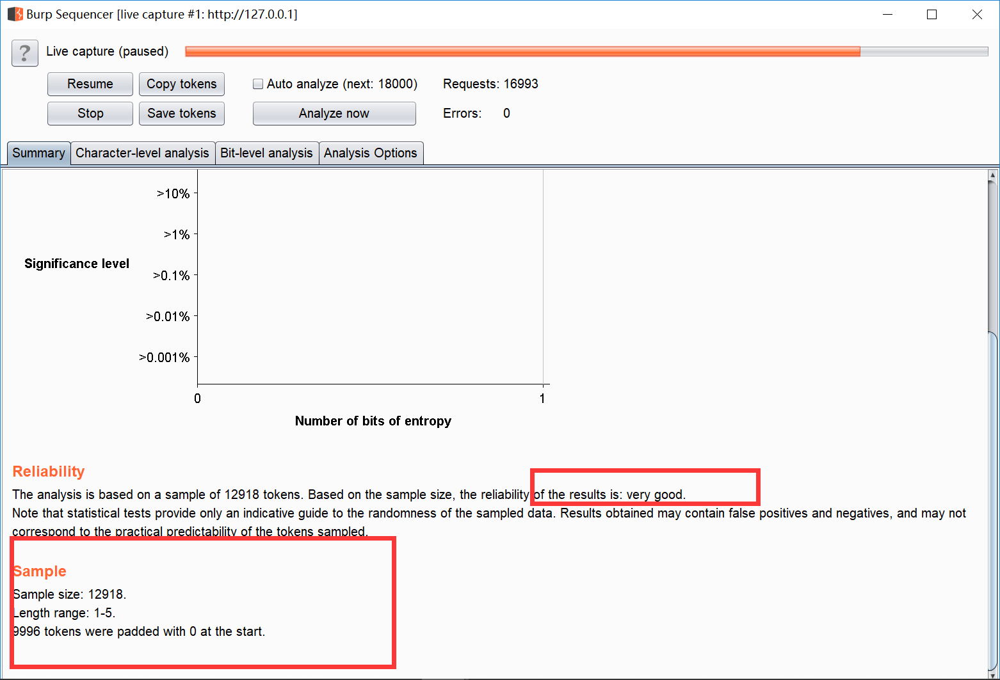 Burp Sequencer [live capture #1: http://127.0.0.1]
? Live capture (paused)
Resume Copy tokens Auto analyze (next: 18000) Requests: 16993
Stop Save tokens Analyze now Errors: 0
Summary Character-level analysis Bit-level analysis Analysis Options
>10%
>1%
Significance level
>0.1%
>0.01%
>0.001%
0 1
Number of bits of entropy
Reliability
The analysis is based on a sample of 12918 tokens. Based on the sample size, the reliability of the results is: very good.
Note that statistical tests provide only an indicative guide to the randomness of the sampled data. Results obtained may contain false positives and negatives, and may not
correspond to the practical predictability of the tokens sampled.
Sample
Sample size: 12918.
Length range: 1-5.
9996 tokens were padded with 0 at the start.